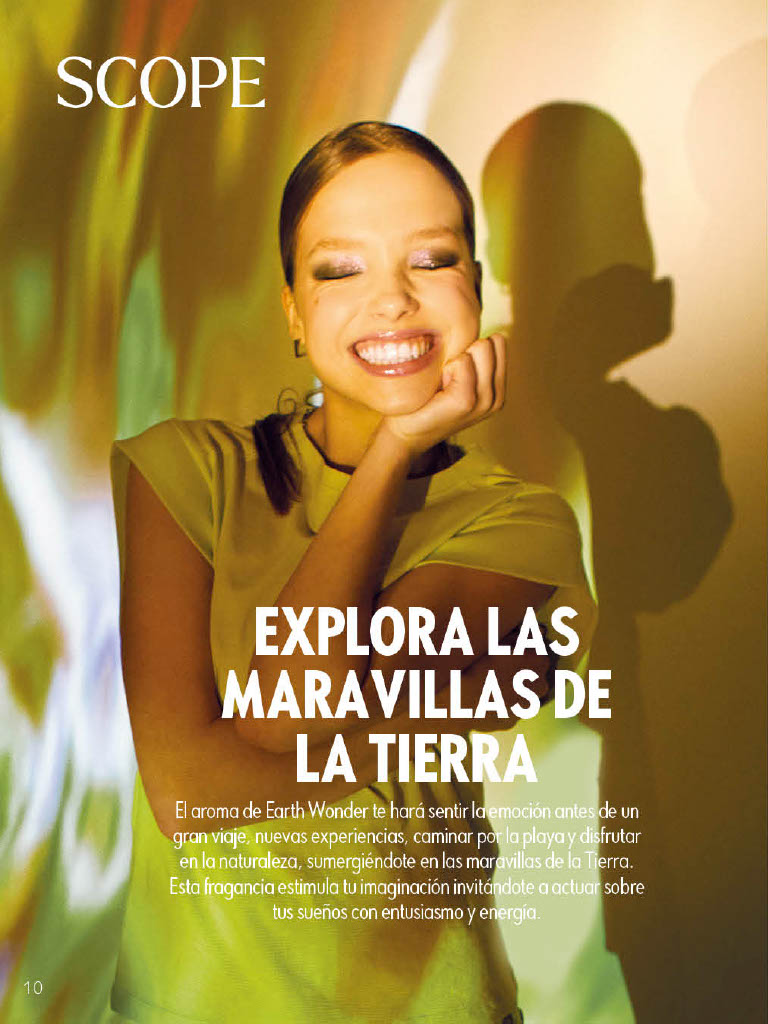 SCOPE
EXPLORA LAS
MARAVILLAS DE
LA TIERRA
El aroma de Earth Wonder te hará sentir la emoción antes de un
gran viaje, nuevas experiencias, caminar por la playa y disfrutar
en la naturaleza, sumergiéndote en las maravillas de la Tierra.
Esta fragancia estimula tu imaginación invitándote a actuar sobre
tus sueños con entusiasmo y energía.
10